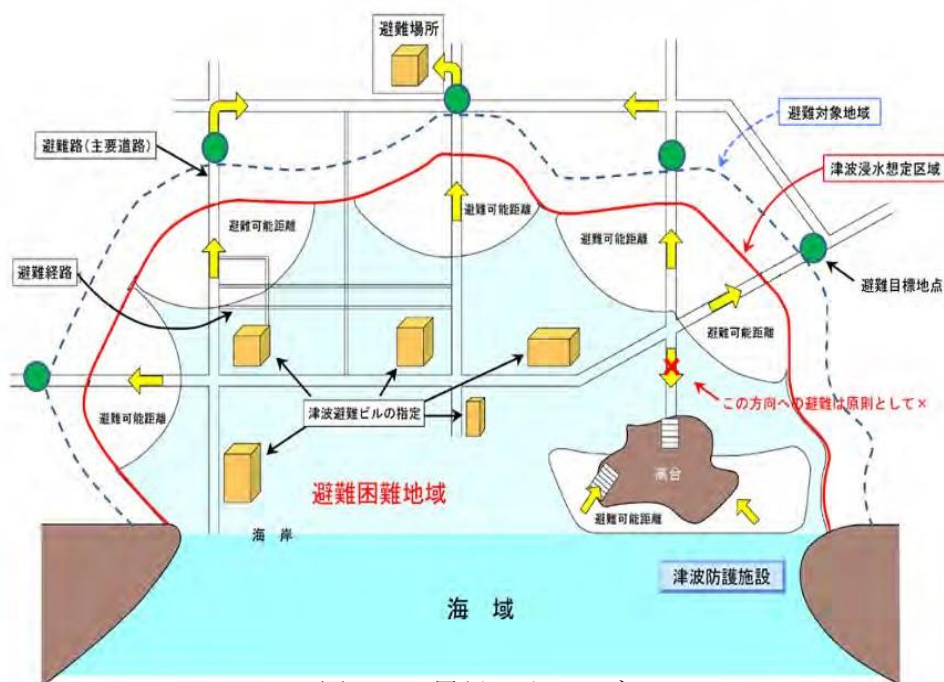 避難場所
避難対象地域
避難路(主要道路)
津波浸水想定区域
避難可能距離
避難可能距離
避難可能距離
避難経路
避難目標地点
避難可能距離
避難可能距離
津波避難ビルの指定
この方向への避難は原則として×
高台
避難困難地域
避難可能距離
海 岸
津波防護施設
海 域